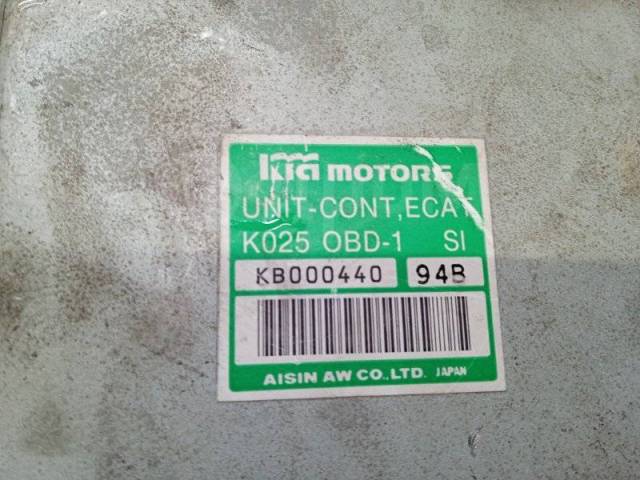 KIA MOTORS
UNIT-CONT,ECAT
K025 OBD-1 SI
KB000440 94B
AISIN AW CO.,LTD. JAPAN